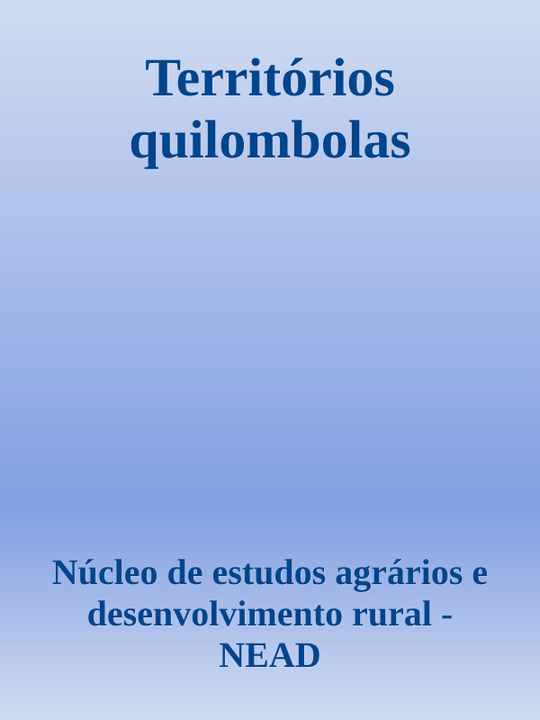 Territórios
quilombolas
Núcleo de estudos agrários e
desenvolvimento rural -
NEAD